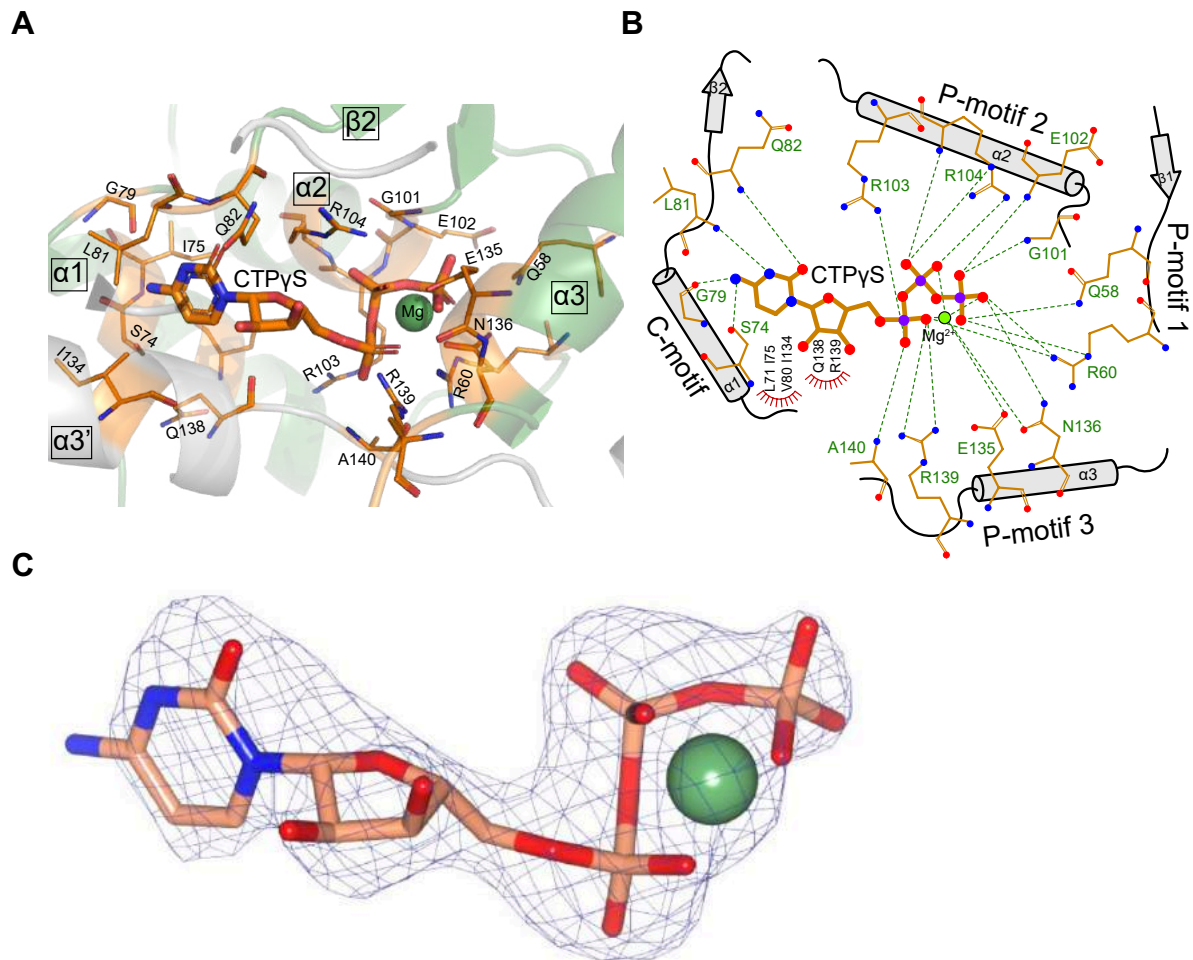 A
B
β2
G79
Q82
α2
R104
G101
E102
E135
Q58
L81
I75
α1
CTPγS
Mg
α3
S74
N136
I134
R103
R139
R60
α3'
Q138
A140
β2
P-motif 2
α2
E102
Q82
R103
R104
β1
L81
G101
P-motif 1
CTPγS
Q58
G79
S74
Mg²⁺
C-motif
α1
L71 I75
V80 I134
Q138
R139
R60
N136
A140
E135
R139
α3
P-motif 3
C